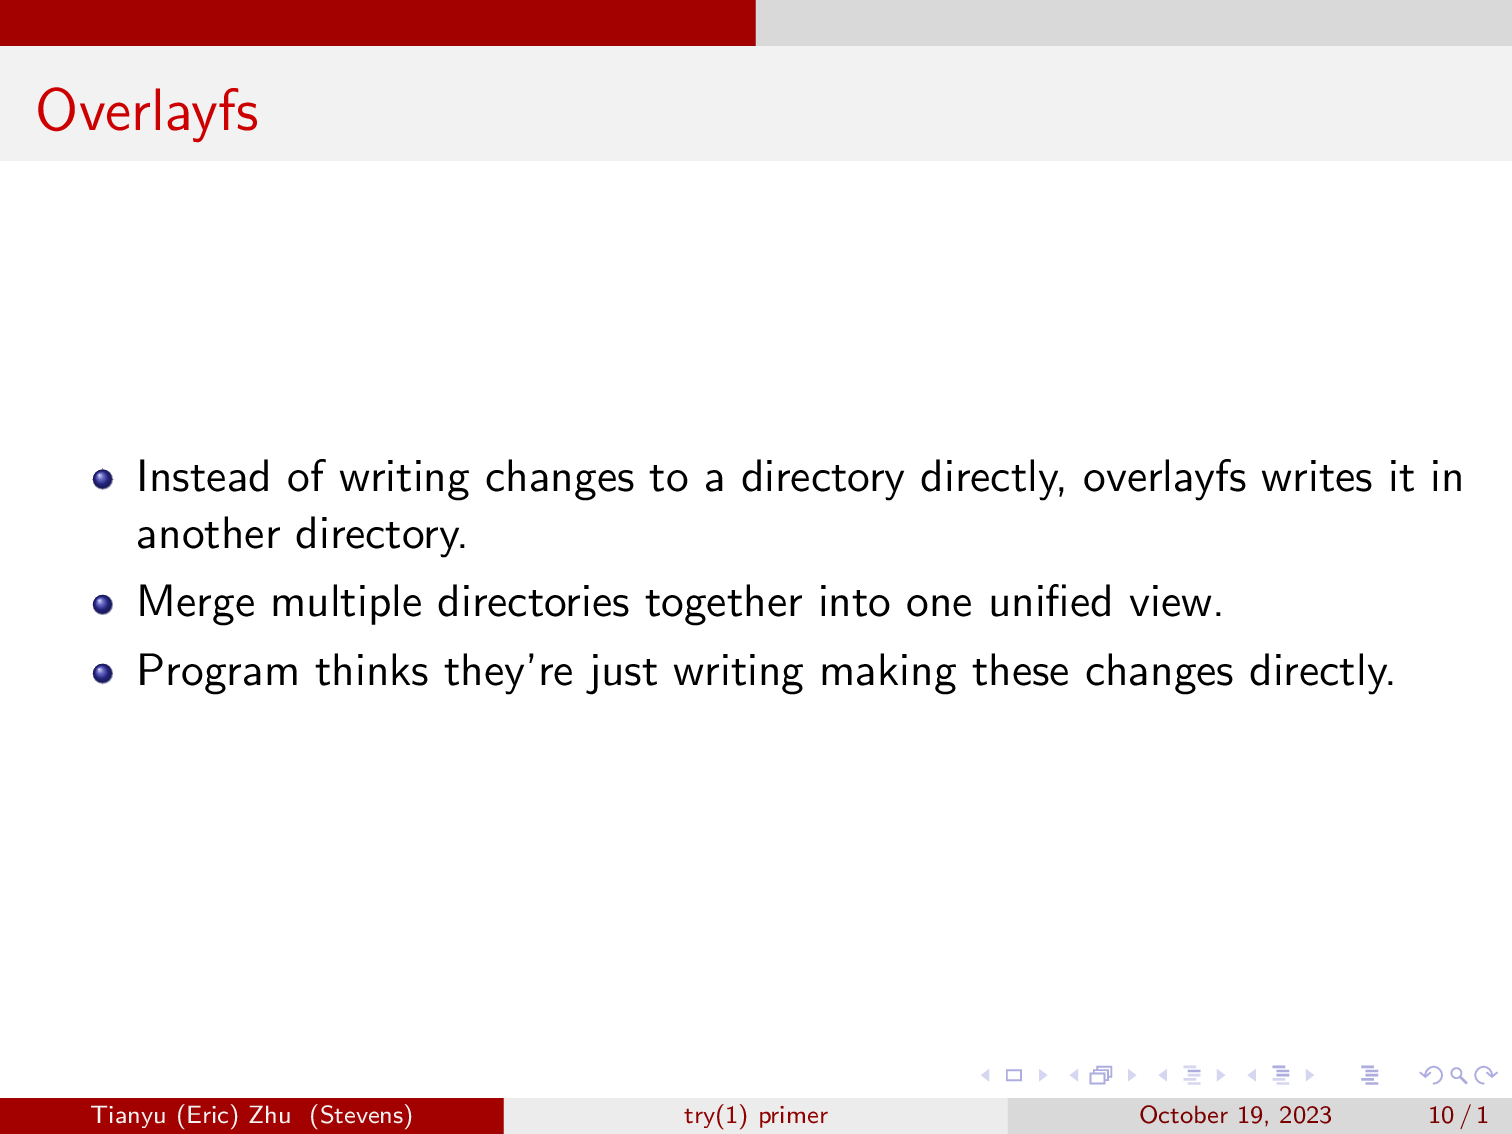 Overlayfs
Instead of writing changes to a directory directly, overlayfs writes it in
another directory.
Merge multiple directories together into one unified view.
Program thinks they're just writing making these changes directly.
Tianyu (Eric) Zhu (Stevens)
try(1) primer
October 19, 2023
10 / 1